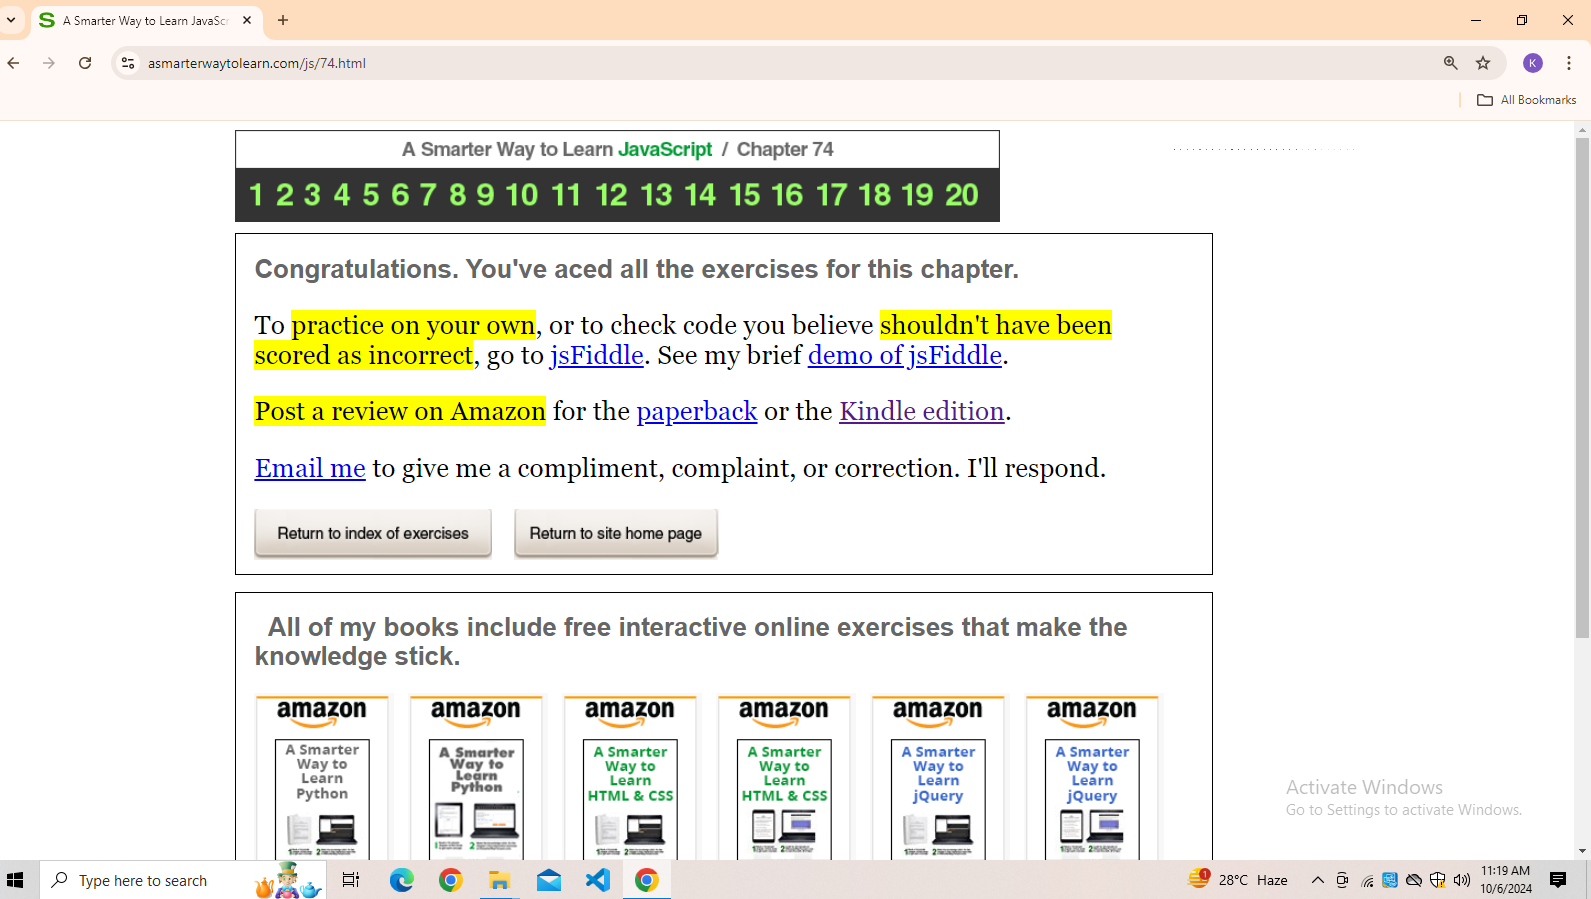 A Smarter Way to Learn JavaScr
asmarterwaytolearn.com/js/74.html
K
All Bookmarks
A Smarter Way to Learn JavaScript / Chapter 74
1 2 3 4 5 6 7 8 9 10 11 12 13 14 15 16 17 18 19 20
Congratulations. You've aced all the exercises for this chapter.
To practice on your own, or to check code you believe shouldn't have been
scored as incorrect, go to jsFiddle. See my brief demo of jsFiddle.
Post a review on Amazon for the paperback or the Kindle edition.
Email me to give me a compliment, complaint, or correction. I'll respond.
Return to index of exercises
Return to site home page
All of my books include free interactive online exercises that make the
knowledge stick.
amazon
A Smarter
Way to
Learn
Python
amazon
A Smarter
Way to
Learn
Python
amazon
A Smarter
Way to
Learn
HTML & CSS
amazon
A Smarter
Way to
Learn
HTML & CSS
amazon
A Smarter
Way to
Learn
jQuery
amazon
A Smarter
Way to
Learn
jQuery
Activate Windows
Go to Settings to activate Windows.
Type here to search
1
28°C Haze
11:19 AM
10/6/2024